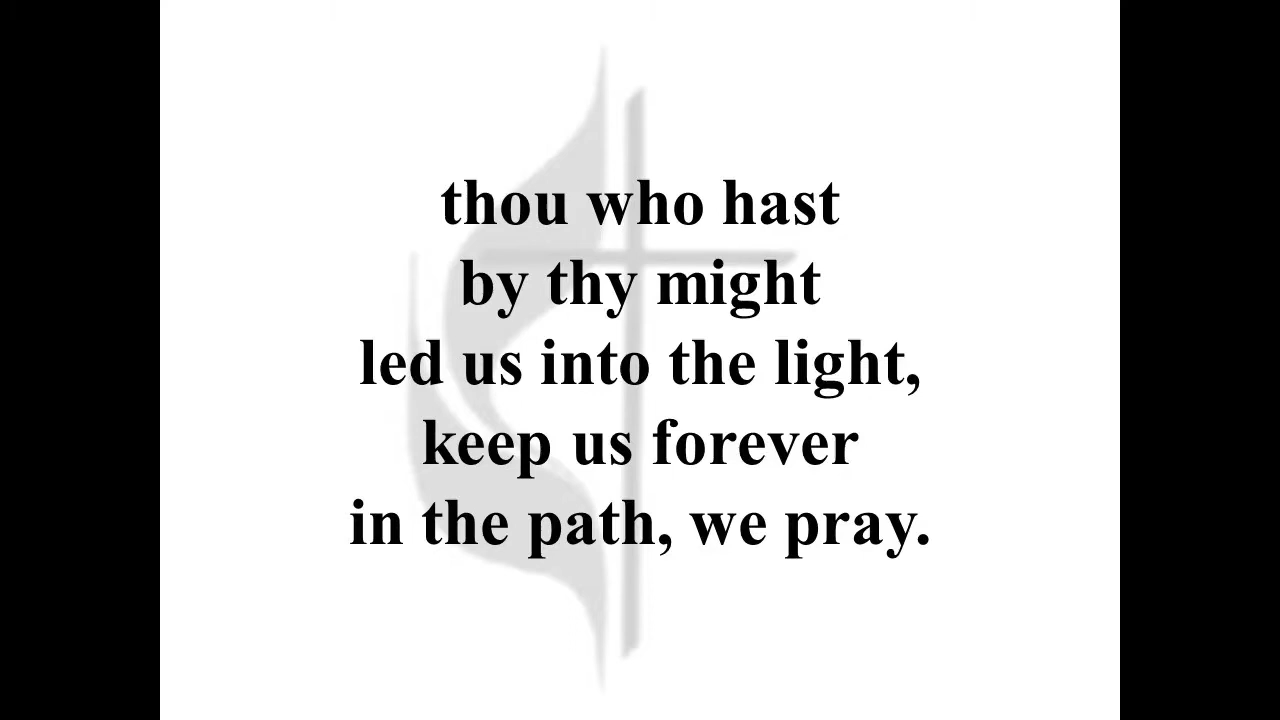 thou who hast
by thy might
led us into the light,
keep us forever
in the path, we pray.